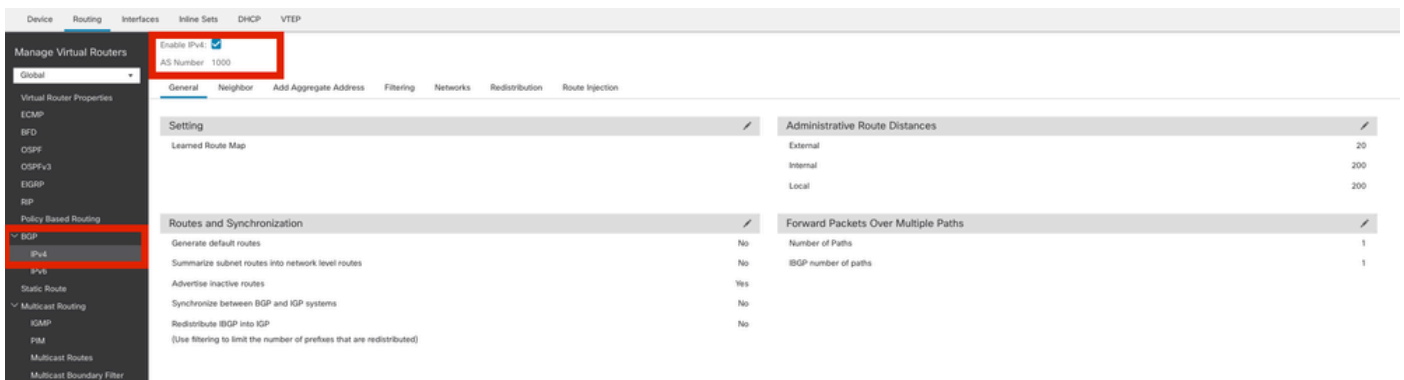 Device Routing Interfaces Inline Sets DHCP VTEP
Manage Virtual Routers
Global
Virtual Router Properties
ECMP
BFD
OSPF
OSPFv3
EIGRP
RIP
Policy Based Routing
BGP
IPv4
IPv6
Static Route
Multicast Routing
IGMP
PIM
Multicast Routes
Multicast Boundary Filter
Enable IPv4:
AS Number 1000
General Neighbor Add Aggregate Address Filtering Networks Redistribution Route Injection
Setting
Learned Route Map
Administrative Route Distances
External 20
Internal 200
Local 200
Routes and Synchronization
Generate default routes No
Summarize subnet routes into network level routes No
Advertise inactive routes Yes
Synchronize between BGP and IGP systems No
Redistribute IBGP into IGP No
(Use filtering to limit the number of prefixes that are redistributed)
Forward Packets Over Multiple Paths
Number of Paths 1
IBGP number of paths 1